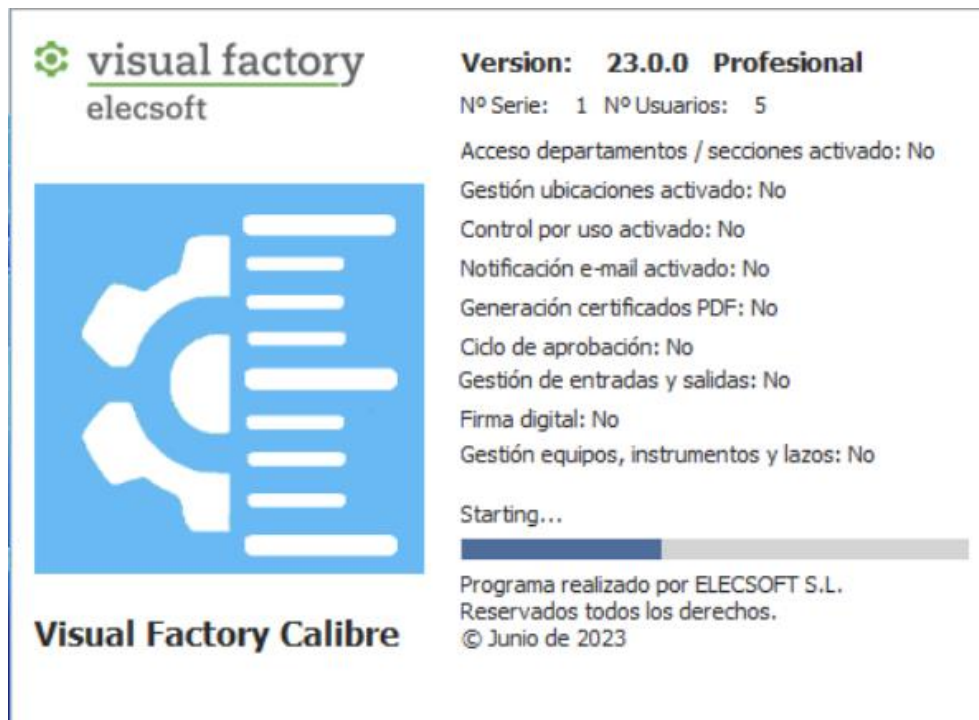 visual factory
elecsoft
Visual Factory Calibre
Version: 23.0.0 Profesional
Nº Serie: 1 Nº Usuarios: 5
Acceso departamentos / secciones activado: No
Gestión ubicaciones activado: No
Control por uso activado: No
Notificación e-mail activado: No
Generación certificados PDF: No
Ciclo de aprobación: No
Gestión de entradas y salidas: No
Firma digital: No
Gestión equipos, instrumentos y lazos: No
Starting...
Programa realizado por ELECSOFT S.L.
Reservados todos los derechos.
© Junio de 2023